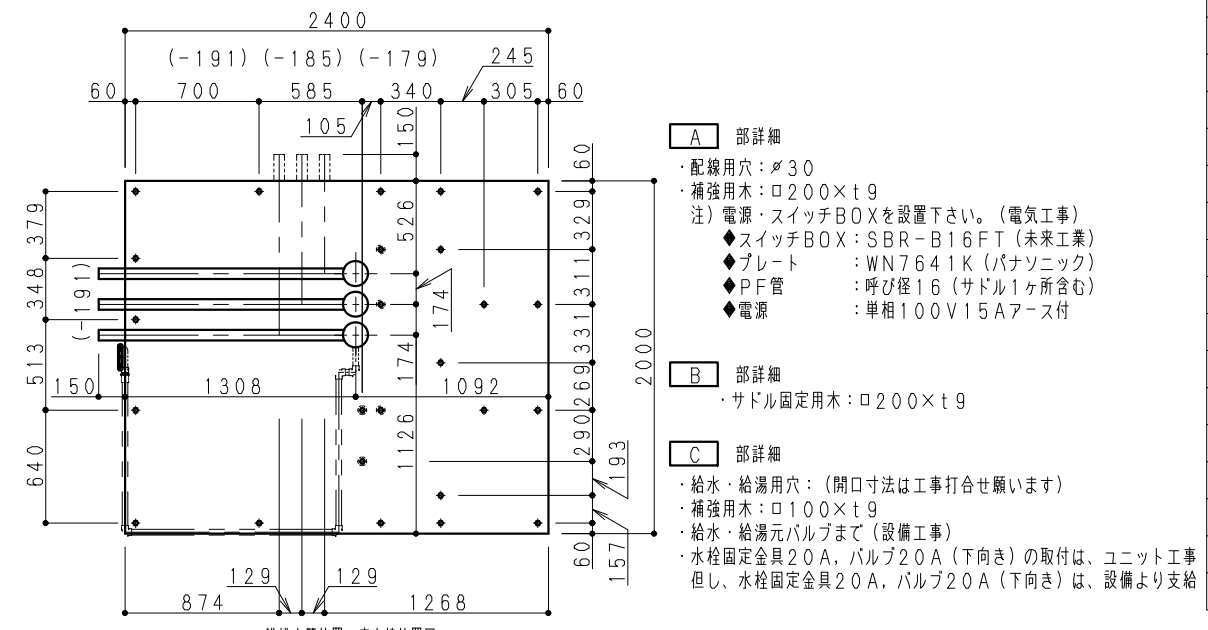 2400
(-191) (-185) (-179) 245
60 700 585 340 305 60
105
150
60
379
348
513
640
(-191)
526
174
174
1126
329
311
331
269
290
193
157
60
2000
150 1308 1092
129 129
874 1268
A 部詳細
・配線用穴:φ30
・補強用木:□200×t9
注)電源・スイッチBOXを設置下さい。(電気工事)
◆スイッチBOX:SBR-B16FT(未来工業)
◆プレート :WN7641K(パナソニック)
◆PF管 :呼び径16(サドル1ヶ所含む)
◆電源 :単相100V15Aアース付
B 部詳細
・サドル固定用木:□200×t9
C 部詳細
・給水・給湯用穴:(開口寸法は工事打合せ願います)
・補強用木:□100×t9
・給水・給湯元バルブまで(設備工事)
・水栓固定金具20A,バルブ20A(下向き)の取付は、ユニット工事
但し、水栓固定金具20A,バルブ20A(下向き)は、設備より支給